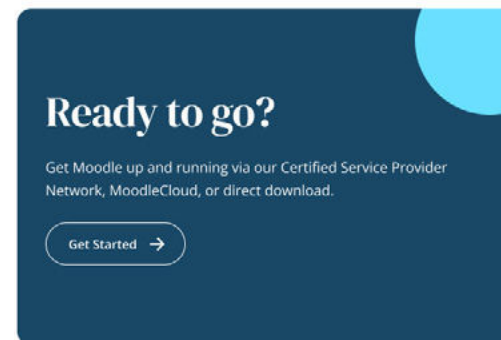 Ready to go?
Get Moodle up and running via our Certified Service Provider
Network, MoodleCloud, or direct download.
Get Started →